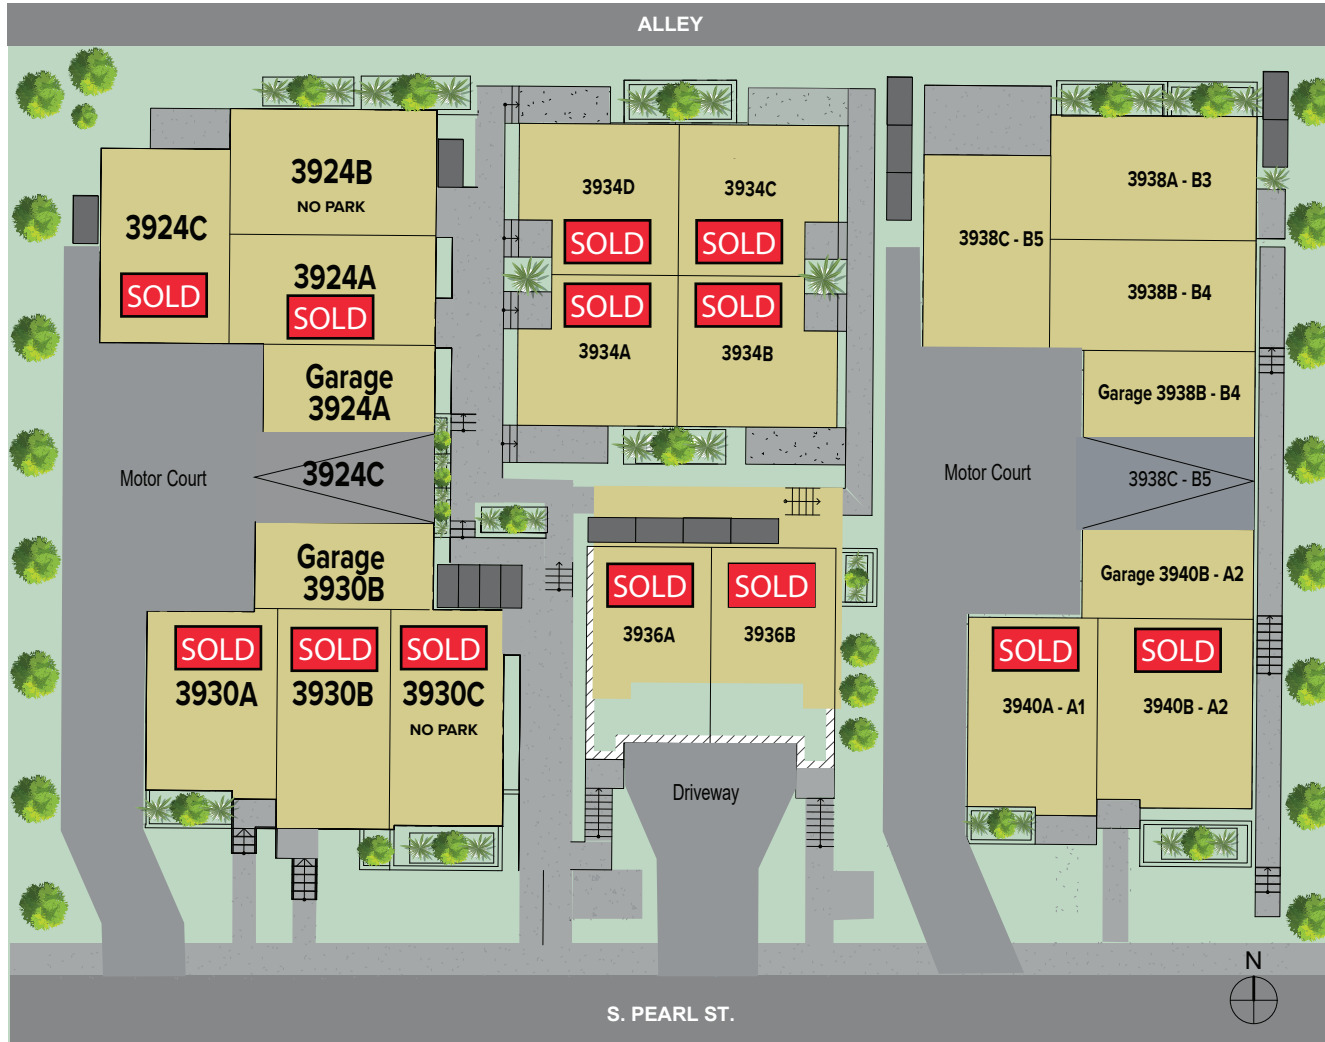 ALLEY
3924B
NO PARK
3924C
SOLD
3924A
SOLD
Garage
3924A
Motor Court
3924C
Garage
3930B
SOLD
3930A
SOLD
3930B
SOLD
3930C
NO PARK
3934D
SOLD
3934C
SOLD
SOLD
3934A
SOLD
3934B
SOLD
3936A
SOLD
3936B
Driveway
3938A - B3
3938C - B5
3938B - B4
Garage 3938B - B4
Motor Court
3938C - B5
Garage 3940B - A2
SOLD
3940A - A1
SOLD
3940B - A2
N
S. PEARL ST.